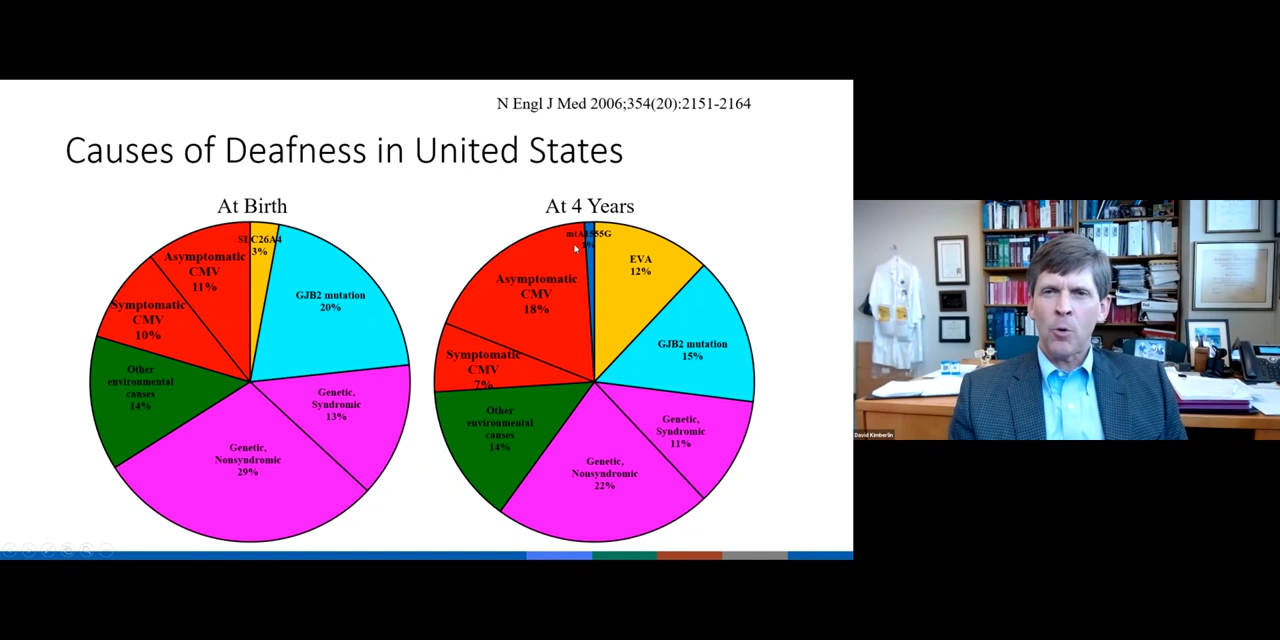 N Engl J Med 2006;354(20):2151-2164
Causes of Deafness in United States
At Birth
SLC26A4
3%
GJB2 mutation
20%
Genetic,
Syndromic
13%
Genetic,
Nonsyndromic
29%
Other
environmental
causes
14%
Symptomatic
CMV
10%
Asymptomatic
CMV
11%
At 4 Years
mtA1555G
1%
EVA
12%
GJB2 mutation
15%
Genetic,
Syndromic
11%
Genetic,
Nonsyndromic
22%
Other
environmental
causes
14%
Symptomatic
CMV
7%
Asymptomatic
CMV
18%
David Kimberlin